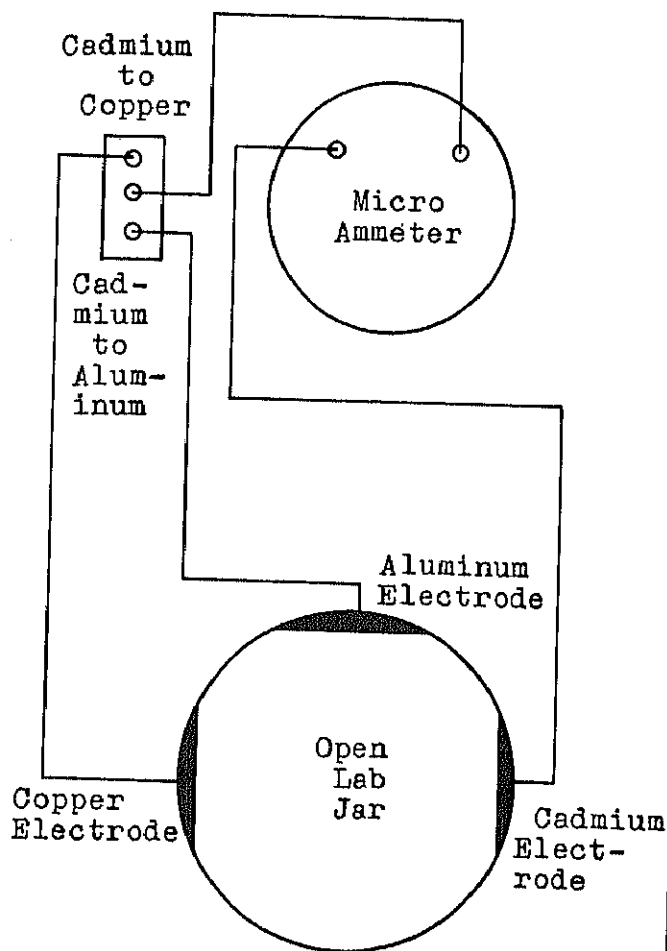 Cadmium
to
Copper
Micro
Ammeter
Cad-
mium
to
Alum-
inum
Aluminum
Electrode
Open
Lab
Jar
Copper
Electrode
Cadmium
Elect-
rode